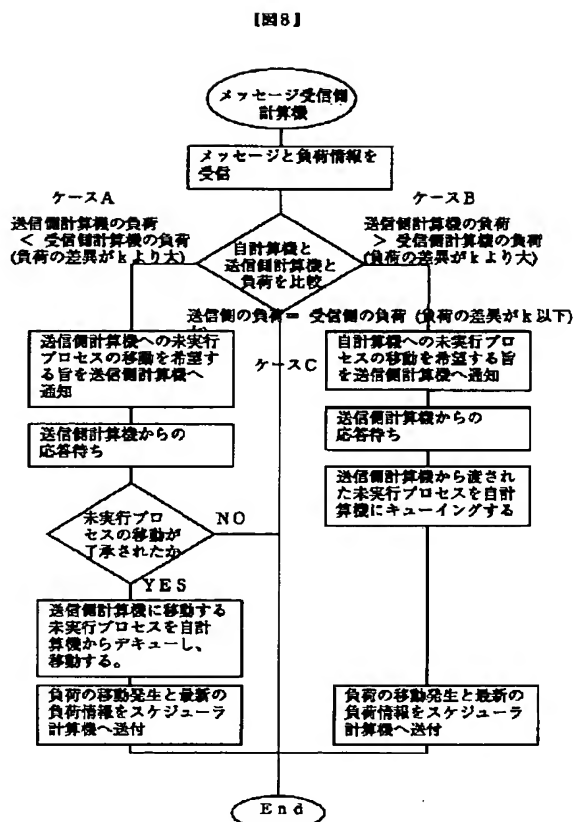 【図8】
メッセージ受信側
計算機
メッセージと負荷情報を
受信
ケースA
送信側計算機の負荷
< 受信側計算機の負荷
(負荷の差異がkより大)
ケースB
送信側計算機の負荷
> 受信側計算機の負荷
(負荷の差異がkより大)
自計算機と
送信側計算機と
負荷を比較
送信側の負荷= 受信側の負荷 (負荷の差異がk以下)
ケースC
送信側計算機への未実行
プロセスの移動を希望す
る旨を送信側計算機へ
通知
送信側計算機からの
応答待ち
未実行プロ
セスの移動が
了承されたか
NO
YES
送信側計算機に移動する
未実行プロセスを自計
算機からデキューし、
移動する。
負荷の移動発生と最新の
負荷情報をスケジューラ
計算機へ送付
自計算機への未実行プロ
セスの移動を希望する旨
を送信側計算機へ通知
送信側計算機からの
応答待ち
送信側計算機から渡され
た未実行プロセスを自計
算機にキューイングする
負荷の移動発生と最新の
負荷情報をスケジューラ
計算機へ送付
End